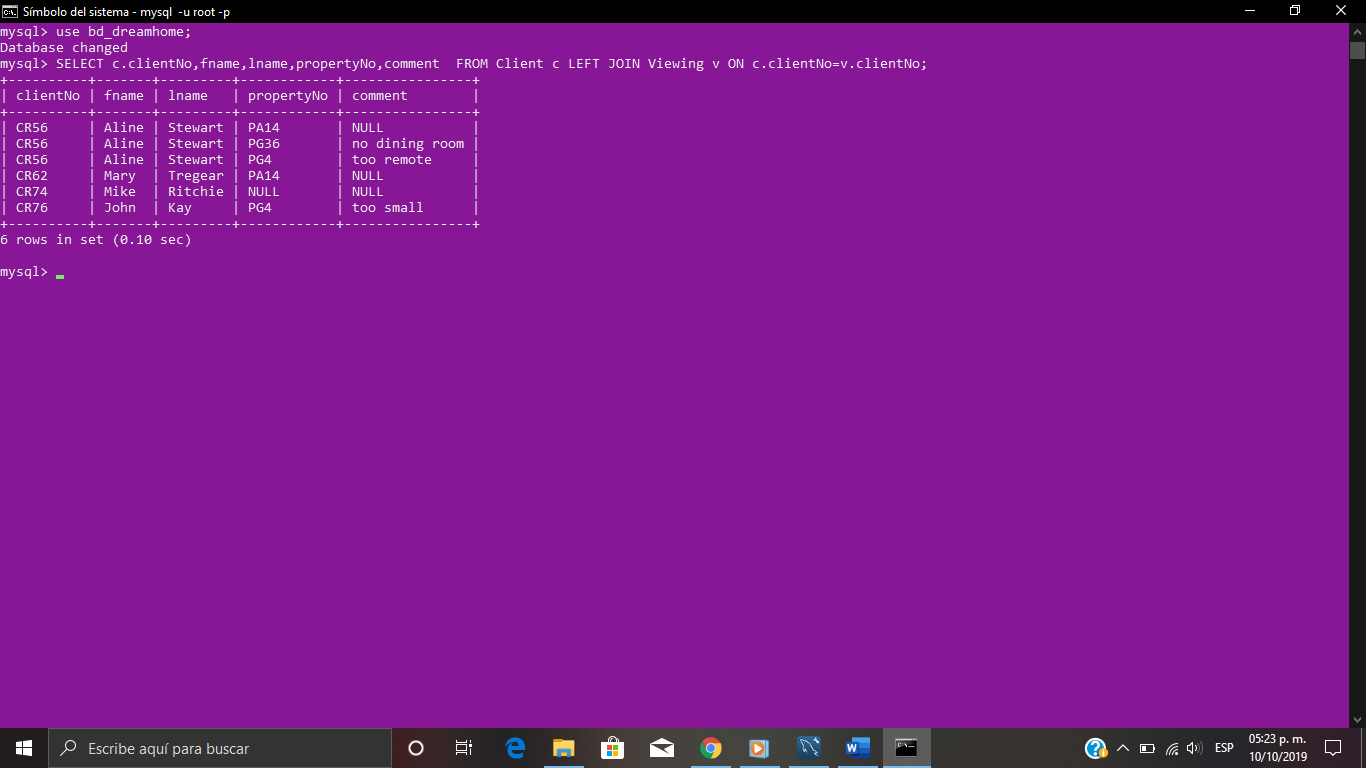 Símbolo del sistema - mysql  -u root -p
mysql> use bd_dreamhome;
Database changed
mysql> SELECT c.clientNo,fname,lname,propertyNo,comment  FROM Client c LEFT JOIN Viewing v ON c.clientNo=v.clientNo;
+----------+-------+---------+------------+----------------+
| clientNo | fname | lname   | propertyNo | comment        |
+----------+-------+---------+------------+----------------+
| CR56     | Aline | Stewart | PA14       | NULL           |
| CR56     | Aline | Stewart | PG36       | no dining room |
| CR56     | Aline | Stewart | PG4        | too remote     |
| CR62     | Mary  | Tregear | PA14       | NULL           |
| CR74     | Mike  | Ritchie | NULL       | NULL           |
| CR76     | John  | Kay     | PG4        | too small      |
+----------+-------+---------+------------+----------------+
6 rows in set (0.10 sec)
mysql>
Escribe aquí para buscar
ESP
05:23 p. m.
10/10/2019